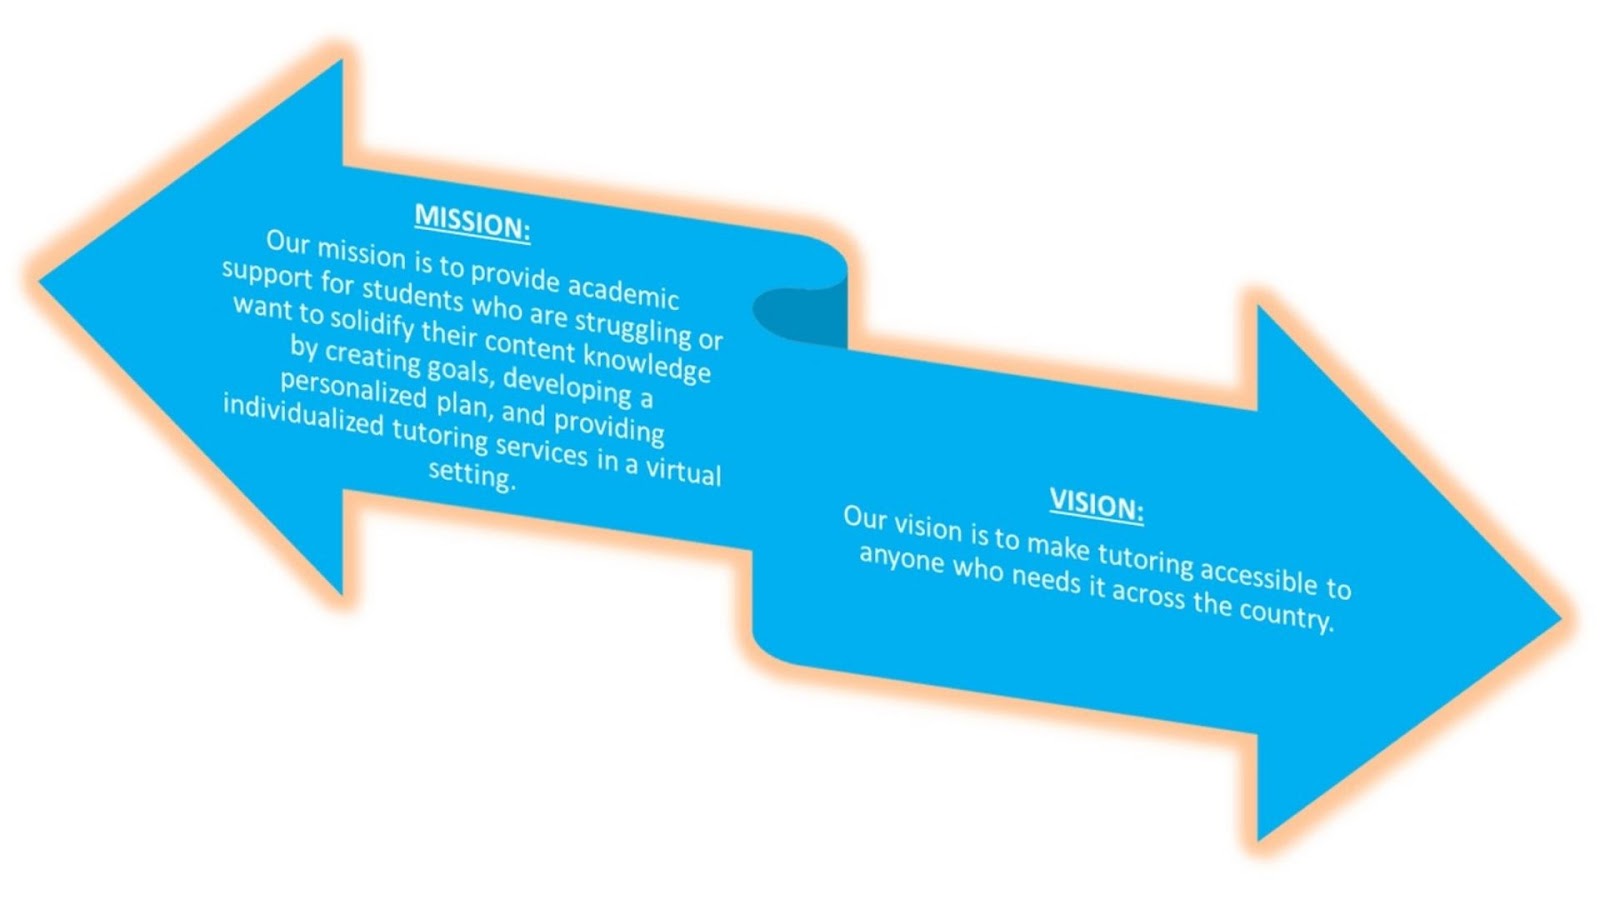 MISSION:
Our mission is to provide academic
support for students who are struggling or
want to solidify their content knowledge
by creating goals, developing a
personalized plan, and providing
individualized tutoring services in a virtual
setting.
VISION:
Our vision is to make tutoring accessible to
anyone who needs it across the country.